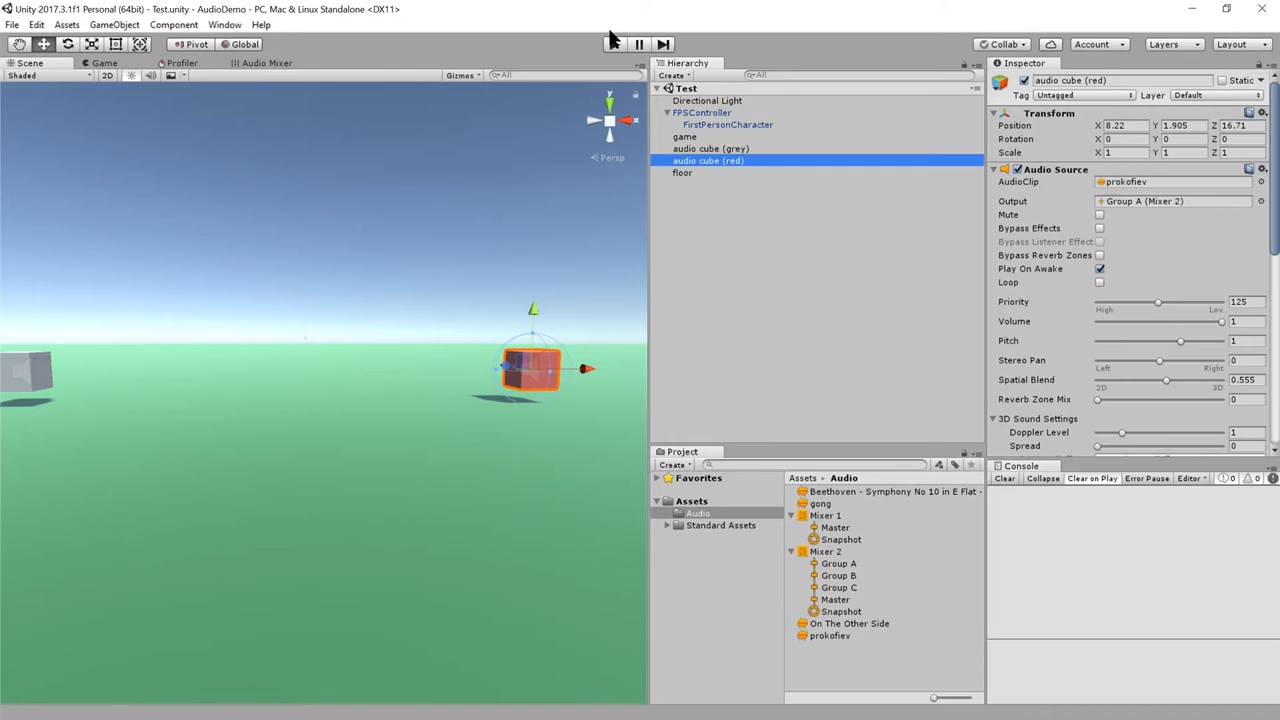 Unity 2017.3.1f1 Personal (64bit) - Test.unity - AudioDemo - PC, Mac & Linux Standalone <DX11>
File Edit Assets GameObject Component Window Help
Pivot Global Collab Account Layers Layout
Scene Game Profiler Audio Mixer
Shaded 2D Gizmos All
y
x
Persp
Hierarchy
Create All
Test
Directional Light
FPSController
FirstPersonCharacter
game
audio cube (grey)
audio cube (red)
floor
Project
Create
Favorites
Assets
Audio
Standard Assets
Assets Audio
Beethoven - Symphony No 10 in E Flat -
gong
Mixer 1
Master
Snapshot
Mixer 2
Group A
Group B
Group C
Master
Snapshot
On The Other Side
prokofiev
Inspector
audio cube (red) Static
Tag Untagged Layer Default
Transform
Position X 8.22 Y 1.905 Z 16.71
Rotation X 0 Y 0 Z 0
Scale X 1 Y 1 Z 1
Audio Source
AudioClip prokofiev
Output Group A (Mixer 2)
Mute
Bypass Effects
Bypass Listener Effect
Bypass Reverb Zones
Play On Awake
Loop
Priority 125
High Low
Volume 1
Pitch 1
Stereo Pan 0
Left Right
Spatial Blend 0.555
2D 3D
Reverb Zone Mix 0
3D Sound Settings
Doppler Level 1
Spread 0
Console
Clear Collapse Clear on Play Error Pause Editor 0 0